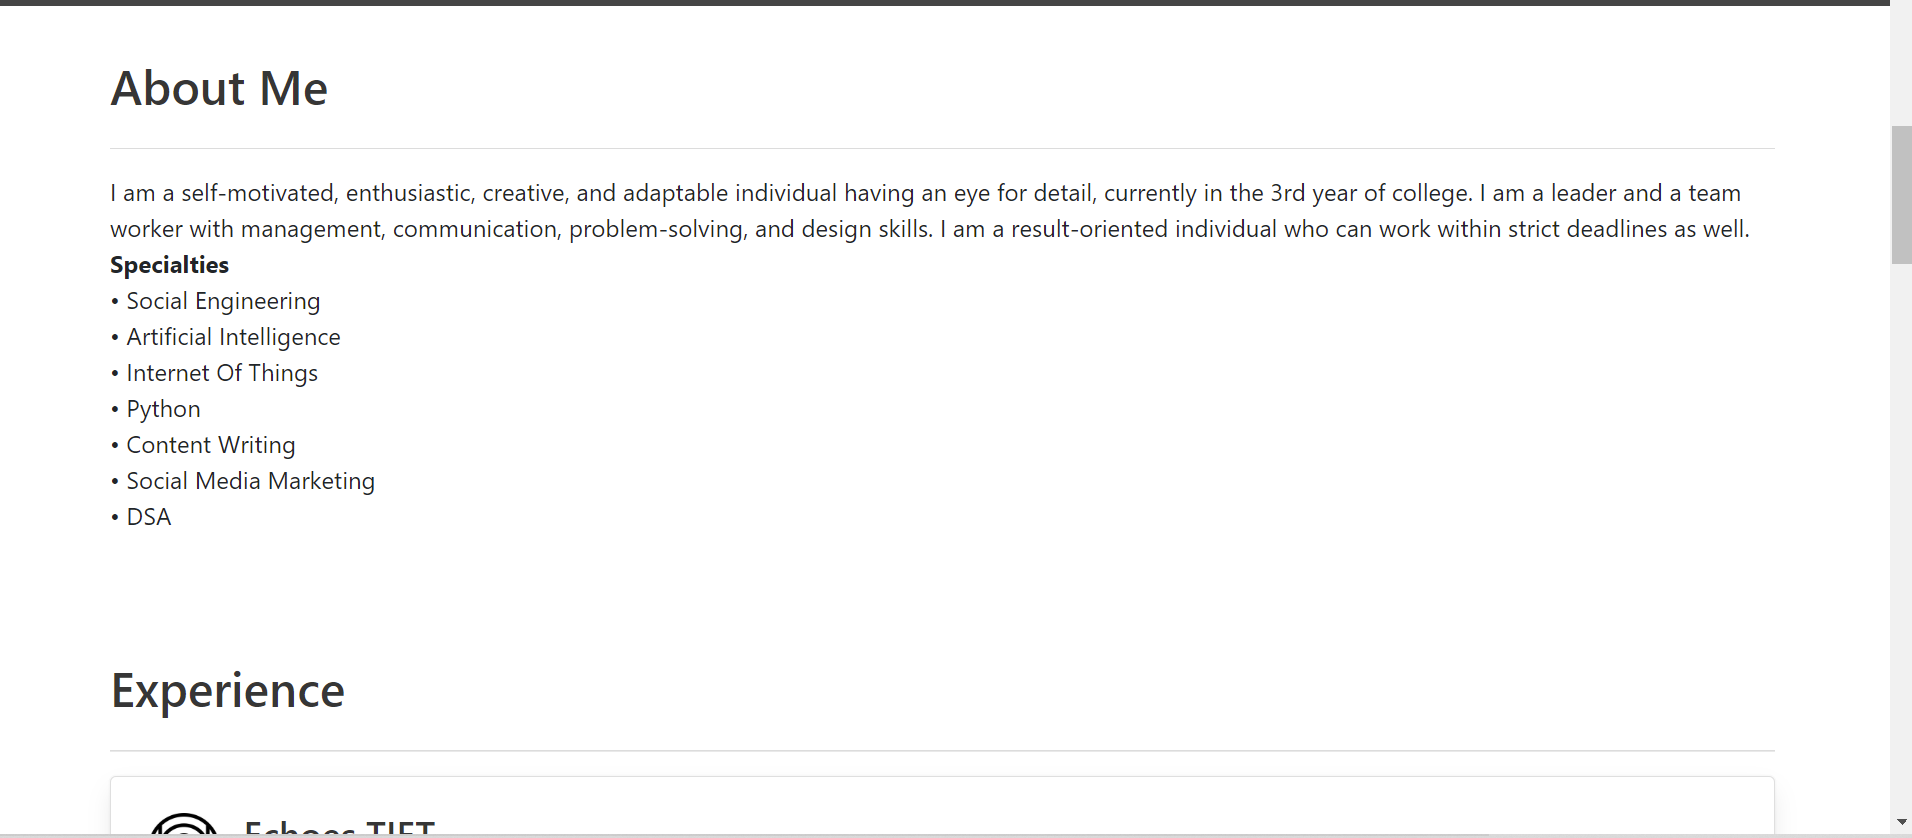 About Me
I am a self-motivated, enthusiastic, creative, and adaptable individual having an eye for detail, currently in the 3rd year of college. I am a leader and a team
worker with management, communication, problem-solving, and design skills. I am a result-oriented individual who can work within strict deadlines as well.
Specialties
• Social Engineering
• Artificial Intelligence
• Internet Of Things
• Python
• Content Writing
• Social Media Marketing
• DSA
Experience
Echoes